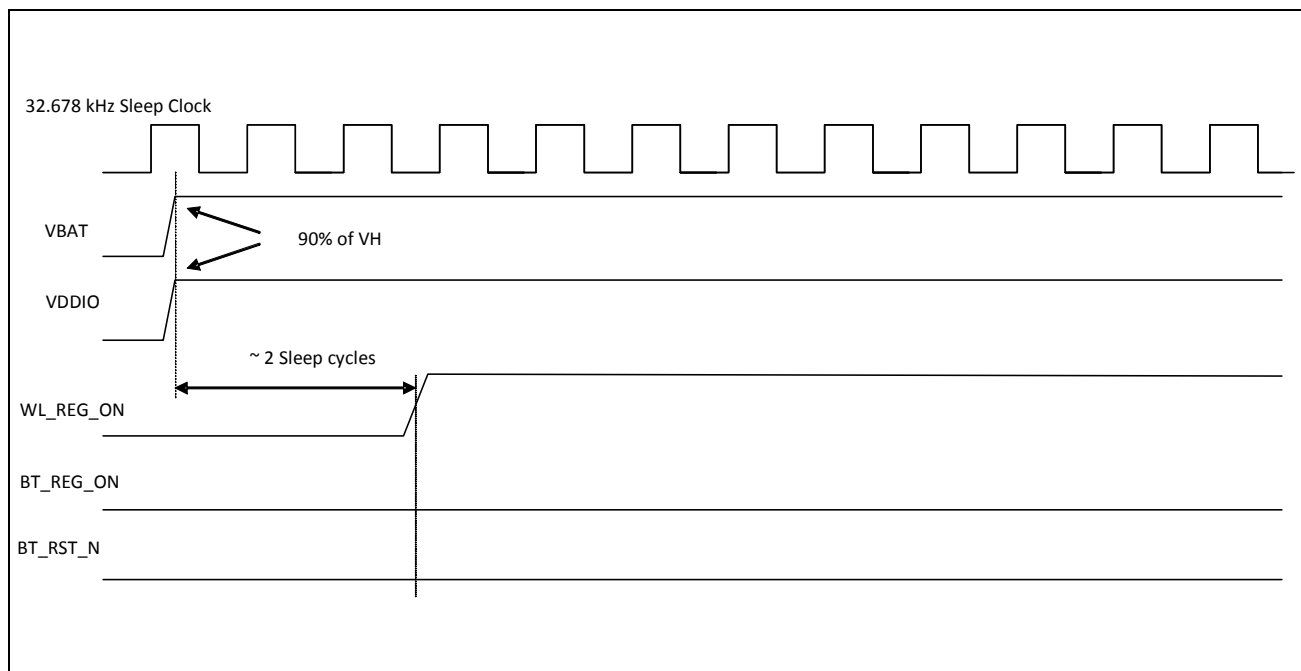 32.678 kHz Sleep Clock
VBAT
90% of VH
VDDIO
~ 2 Sleep cycles
WL_REG_ON
BT_REG_ON
BT_RST_N